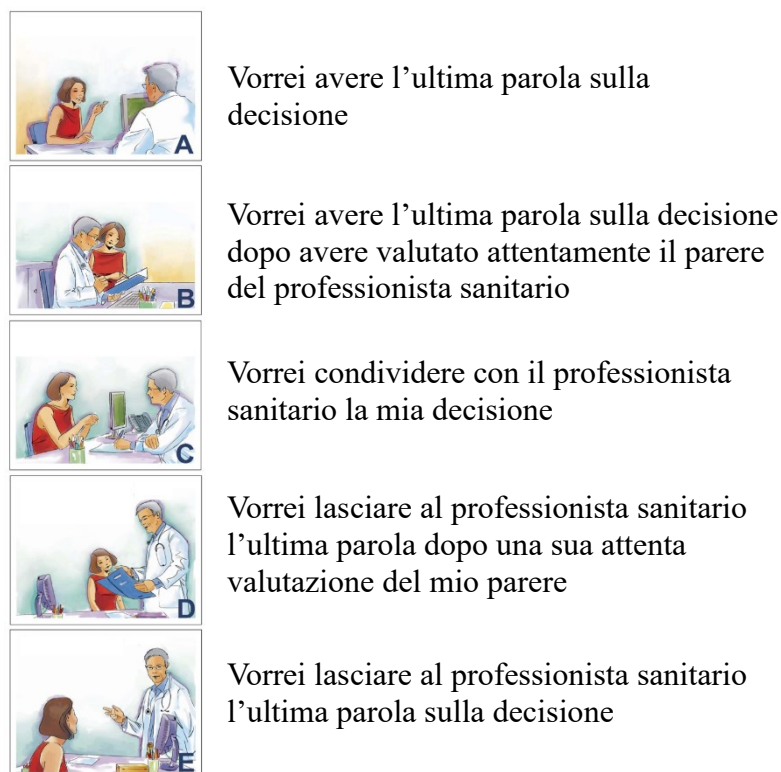 Vorrei avere l’ultima parola sulla
decisione
A
Vorrei avere l’ultima parola sulla decisione
dopo avere valutato attentamente il parere
del professionista sanitario
B
Vorrei condividere con il professionista
sanitario la mia decisione
C
Vorrei lasciare al professionista sanitario
l’ultima parola dopo una sua attenta
valutazione del mio parere
D
Vorrei lasciare al professionista sanitario
l’ultima parola sulla decisione
E